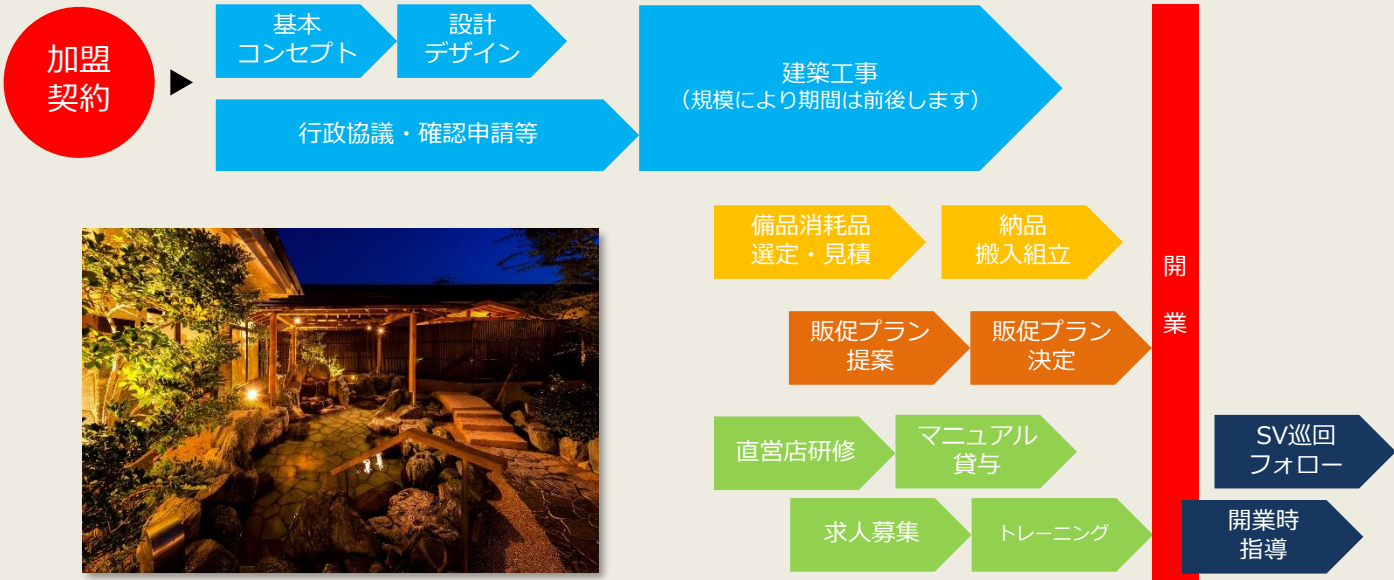 加盟
契約
基本
コンセプト
設計
デザイン
行政協議・確認申請等
建築工事
（規模により期間は前後します）
備品消耗品
選定・見積
納品
搬入組立
販促プラン
提案
販促プラン
決定
直営店研修
マニュアル
貸与
求人募集
トレーニング
開
業
SV巡回
フォロー
開業時
指導